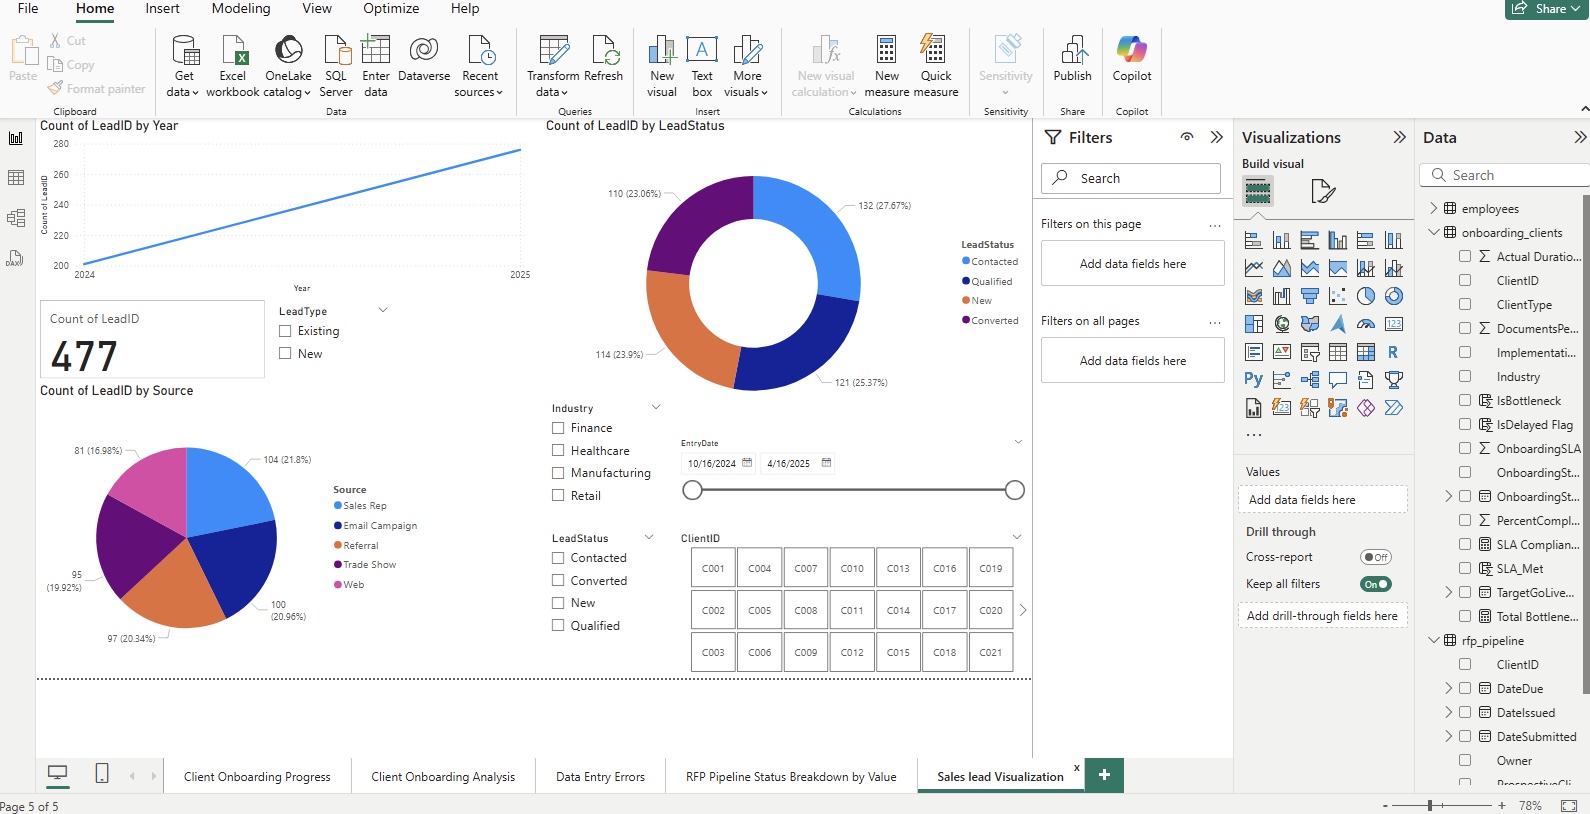 File Home Insert Modeling View Optimize Help Share
Paste
Cut
Copy
Format painter
Clipboard
Get data
Excel workbook
OneLake catalog
SQL Server
Enter data
Dataverse
Recent sources
Data
Transform data
Refresh
Queries
New visual
Text box
More visuals
Insert
New visual calculation
New measure
Quick measure
Calculations
Sensitivity
Sensitivity
Publish
Share
Copilot
Copilot
Count of LeadID by Year
Count of LeadID
280
260
240
220
200
2024
2025
Year
Count of LeadID
477
LeadType
Existing
New
Count of LeadID by Source
81 (16.98%)
104 (21.8%)
95
(19.92%)
100
(20.96%)
97 (20.34%)
Source
Sales Rep
Email Campaign
Referral
Trade Show
Web
Count of LeadID by LeadStatus
110 (23.06%)
132 (27.67%)
114 (23.9%)
121 (25.37%)
LeadStatus
Contacted
Qualified
New
Converted
Industry
Finance
Healthcare
Manufacturing
Retail
EntryDate
10/16/2024
4/16/2025
LeadStatus
Contacted
Converted
New
Qualified
ClientID
C001 C004 C007 C010 C013 C016 C019
C002 C005 C008 C011 C014 C017 C020
C003 C006 C009 C012 C015 C018 C021
Filters
Search
Filters on this page ...
Add data fields here
Filters on all pages ...
Add data fields here
Visualizations
Build visual
123
R
Py
123
...
Values
Add data fields here
Drill through
Cross-report Off
Keep all filters On
Add drill-through fields here
Data
Search
employees
onboarding_clients
Actual Duratio...
ClientID
ClientType
DocumentsPe...
Implementati...
Industry
IsBottleneck
IsDelayed Flag
OnboardingSLA
OnboardingSt...
OnboardingSt...
PercentCompl...
SLA Complian...
SLA_Met
TargetGoLive...
Total Bottlene...
rfp_pipeline
ClientID
DateDue
DateIssued
DateSubmitted
Owner
ProspectiveCli...
Client Onboarding Progress
Client Onboarding Analysis
Data Entry Errors
RFP Pipeline Status Breakdown by Value
Sales lead Visualization x
+
Page 5 of 5
- + 78%